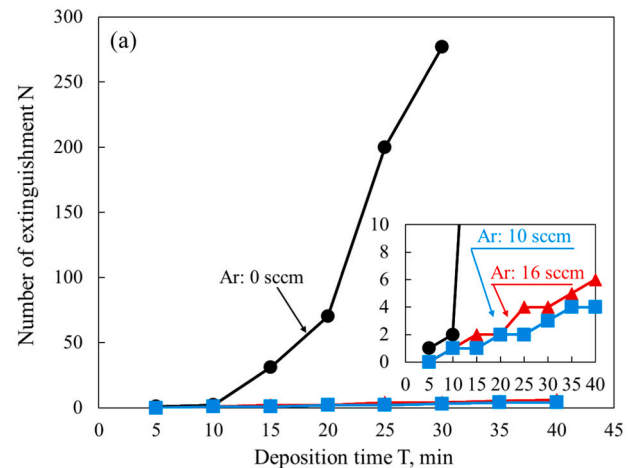 (a)
300
250
200
150
100
50
0
Number of extinguishment N
0 5 10 15 20 25 30 35 40 45
Deposition time T, min
Ar: 0 sccm
10
8
6
4
2
0
0 5 10 15 20 25 30 35 40
Ar: 10 sccm
Ar: 16 sccm